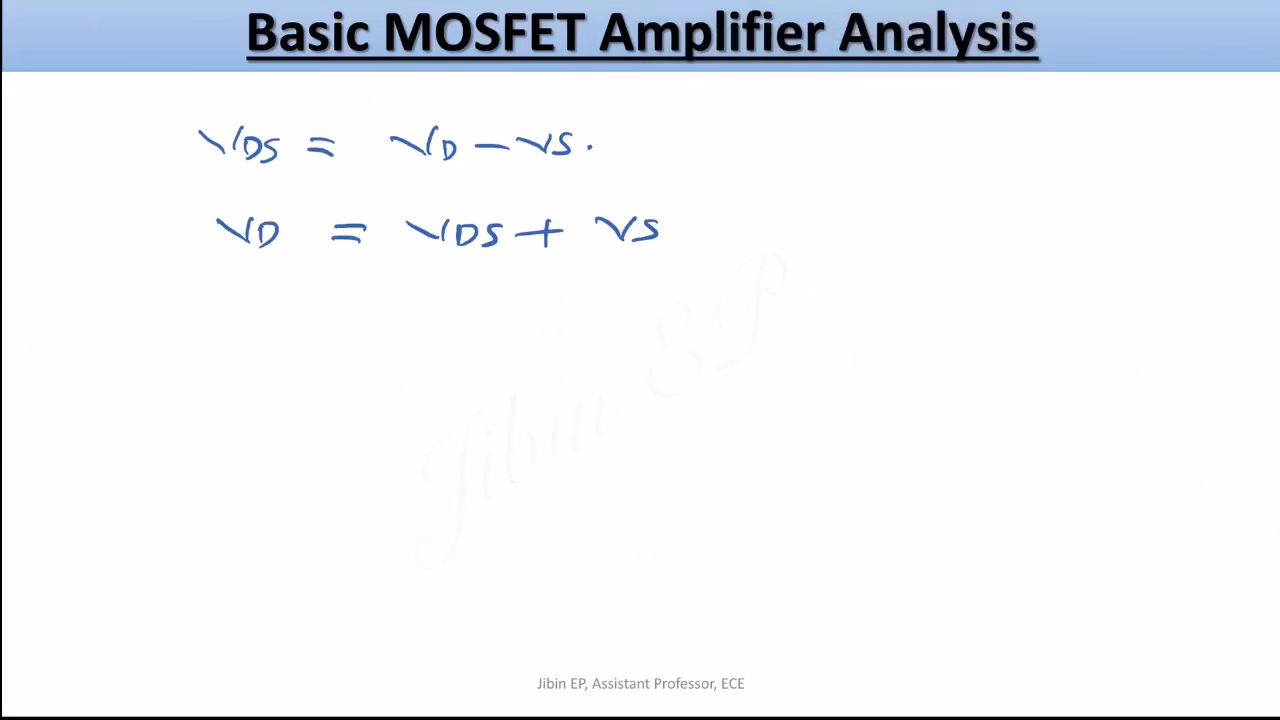 Basic MOSFET Amplifier Analysis
VDS = VD - VS.
VD = VDS + VS
Jibin EP
Jibin EP, Assistant Professor, ECE